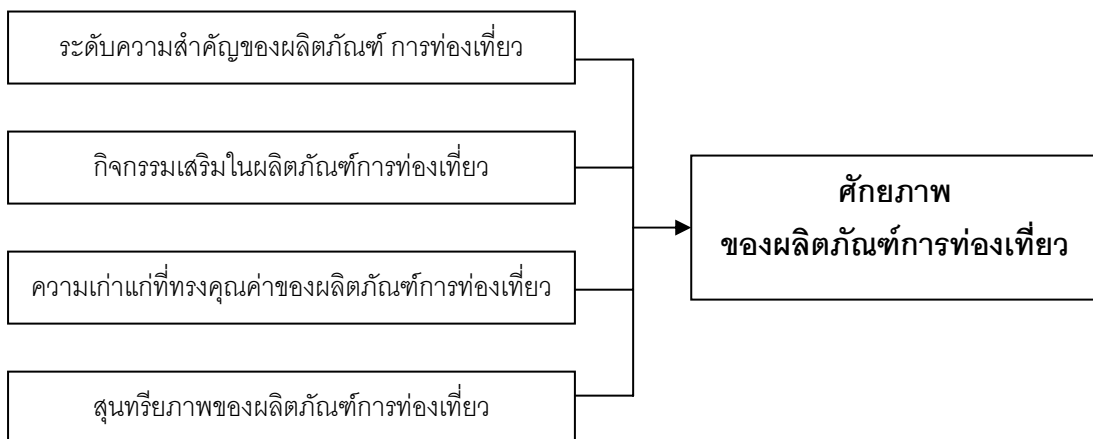 ระดับความสำคัญของผลิตภัณฑ์ การท่องเที่ยว
กิจกรรมเสริมในผลิตภัณฑ์การท่องเที่ยว
ความเก่าแก่ที่ทรงคุณค่าของผลิตภัณฑ์การท่องเที่ยว
สุนทรียภาพของผลิตภัณฑ์การท่องเที่ยว
ศักยภาพ
ของผลิตภัณฑ์การท่องเที่ยว